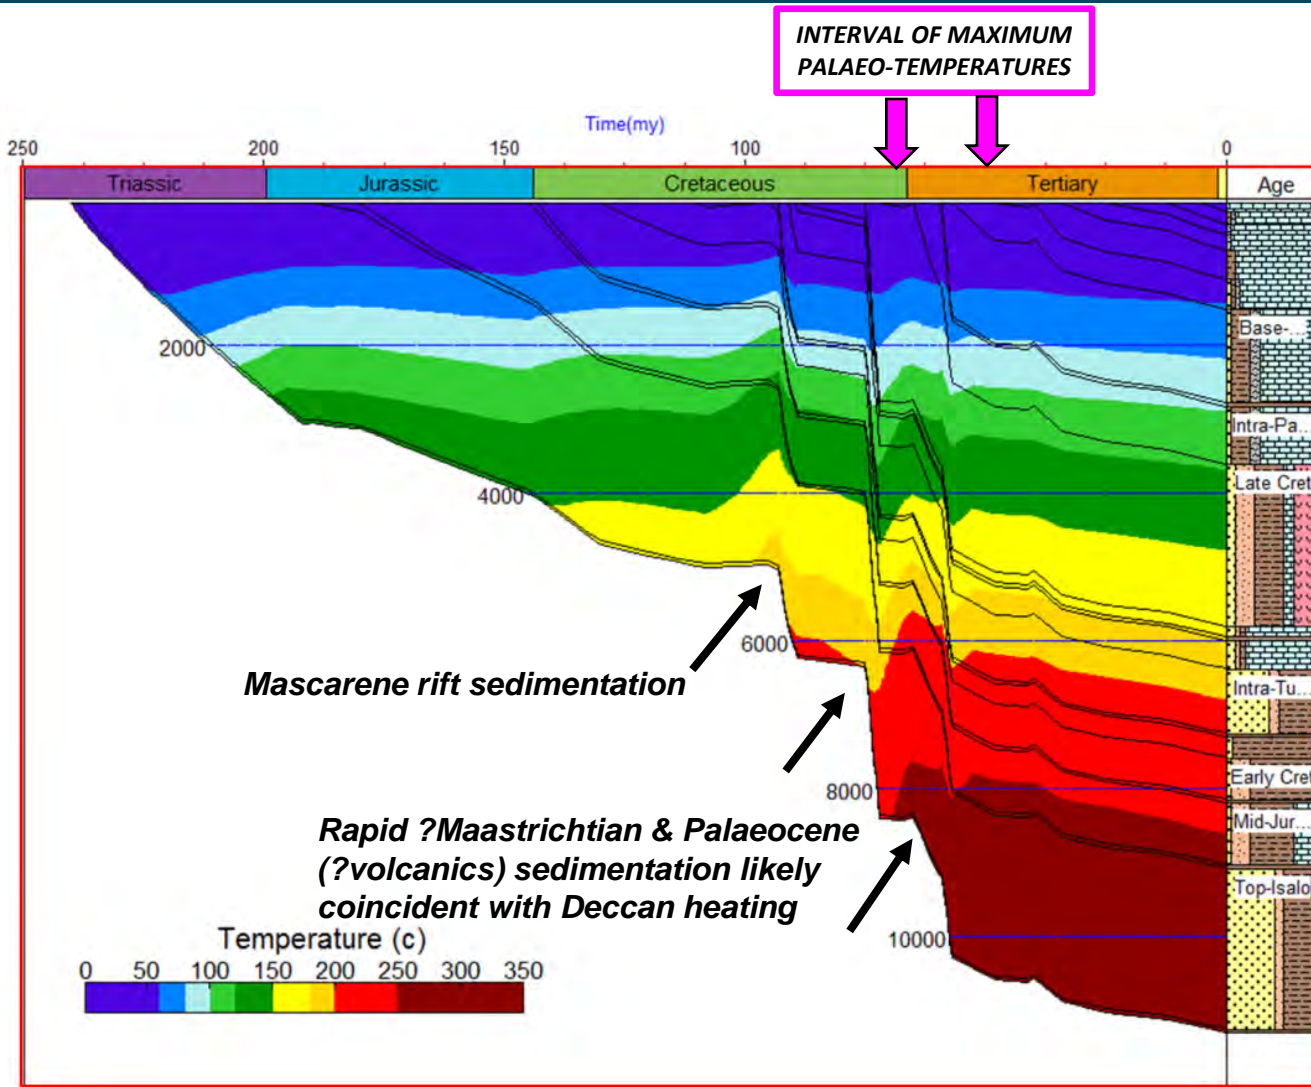 INTERVAL OF MAXIMUM
PALAEO-TEMPERATURES
Time(my)
250 200 150 100 0
Triassic Jurassic Cretaceous Tertiary Age
2000
4000
6000
8000
10000
Base-...
Intra-Pa...
Late Cret
Intra-Tu...
Early Cret
Mid-Jur...
Top-Isalo
Mascarene rift sedimentation
Rapid ?Maastrichtian & Palaeocene
(?volcanics) sedimentation likely
coincident with Deccan heating
Temperature (c)
0 50 100 150 200 250 300 350